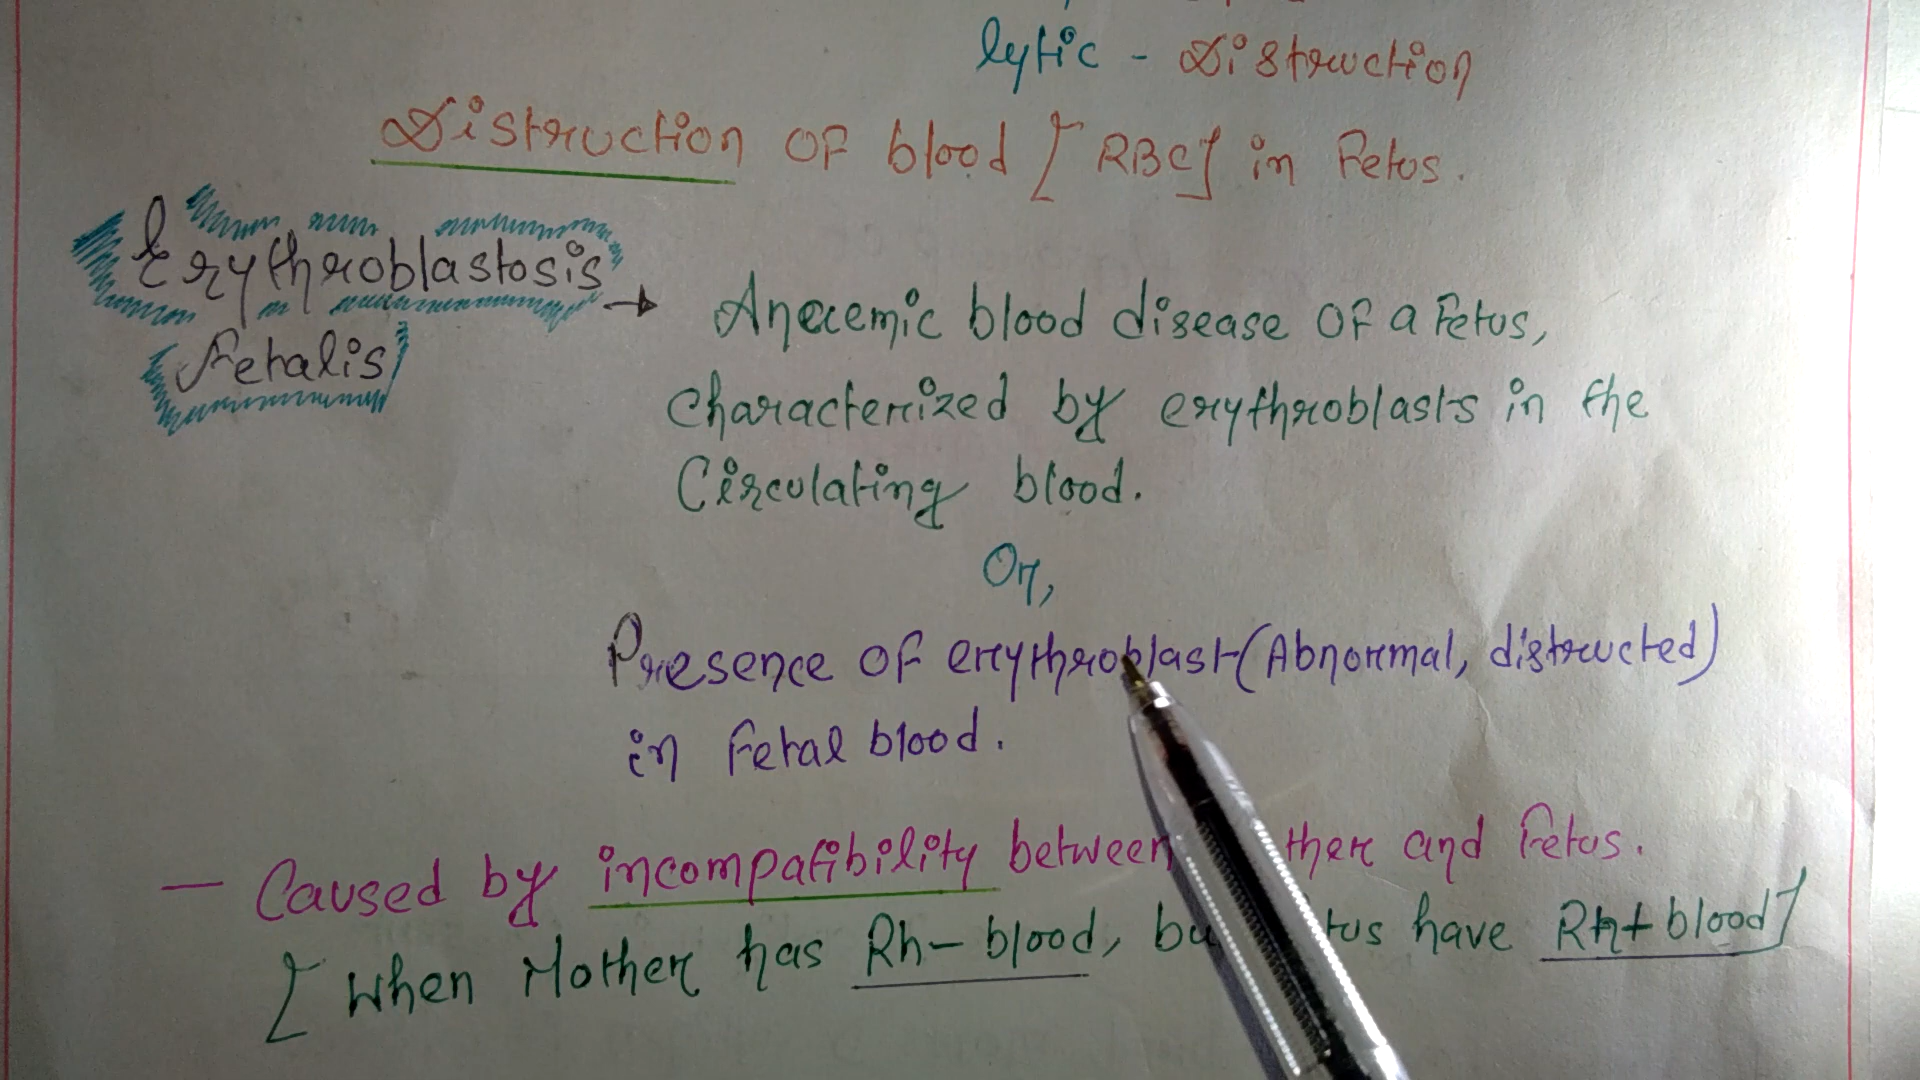 lytic - Distruction
Distruction OF blood [RBC] in Fetus.
Erythroblastosis
Fetalis
→ Anaemic blood disease OF a Fetus,
characterized by erythroblasts in the
Circulating blood.
Or,
Presence OF erythroblast (Abnormal, distructed)
in Fetal blood.
— Caused by incompatibility between ther and Fetus.
[when Mother has Rh- blood, bu tus have Rh+ blood]